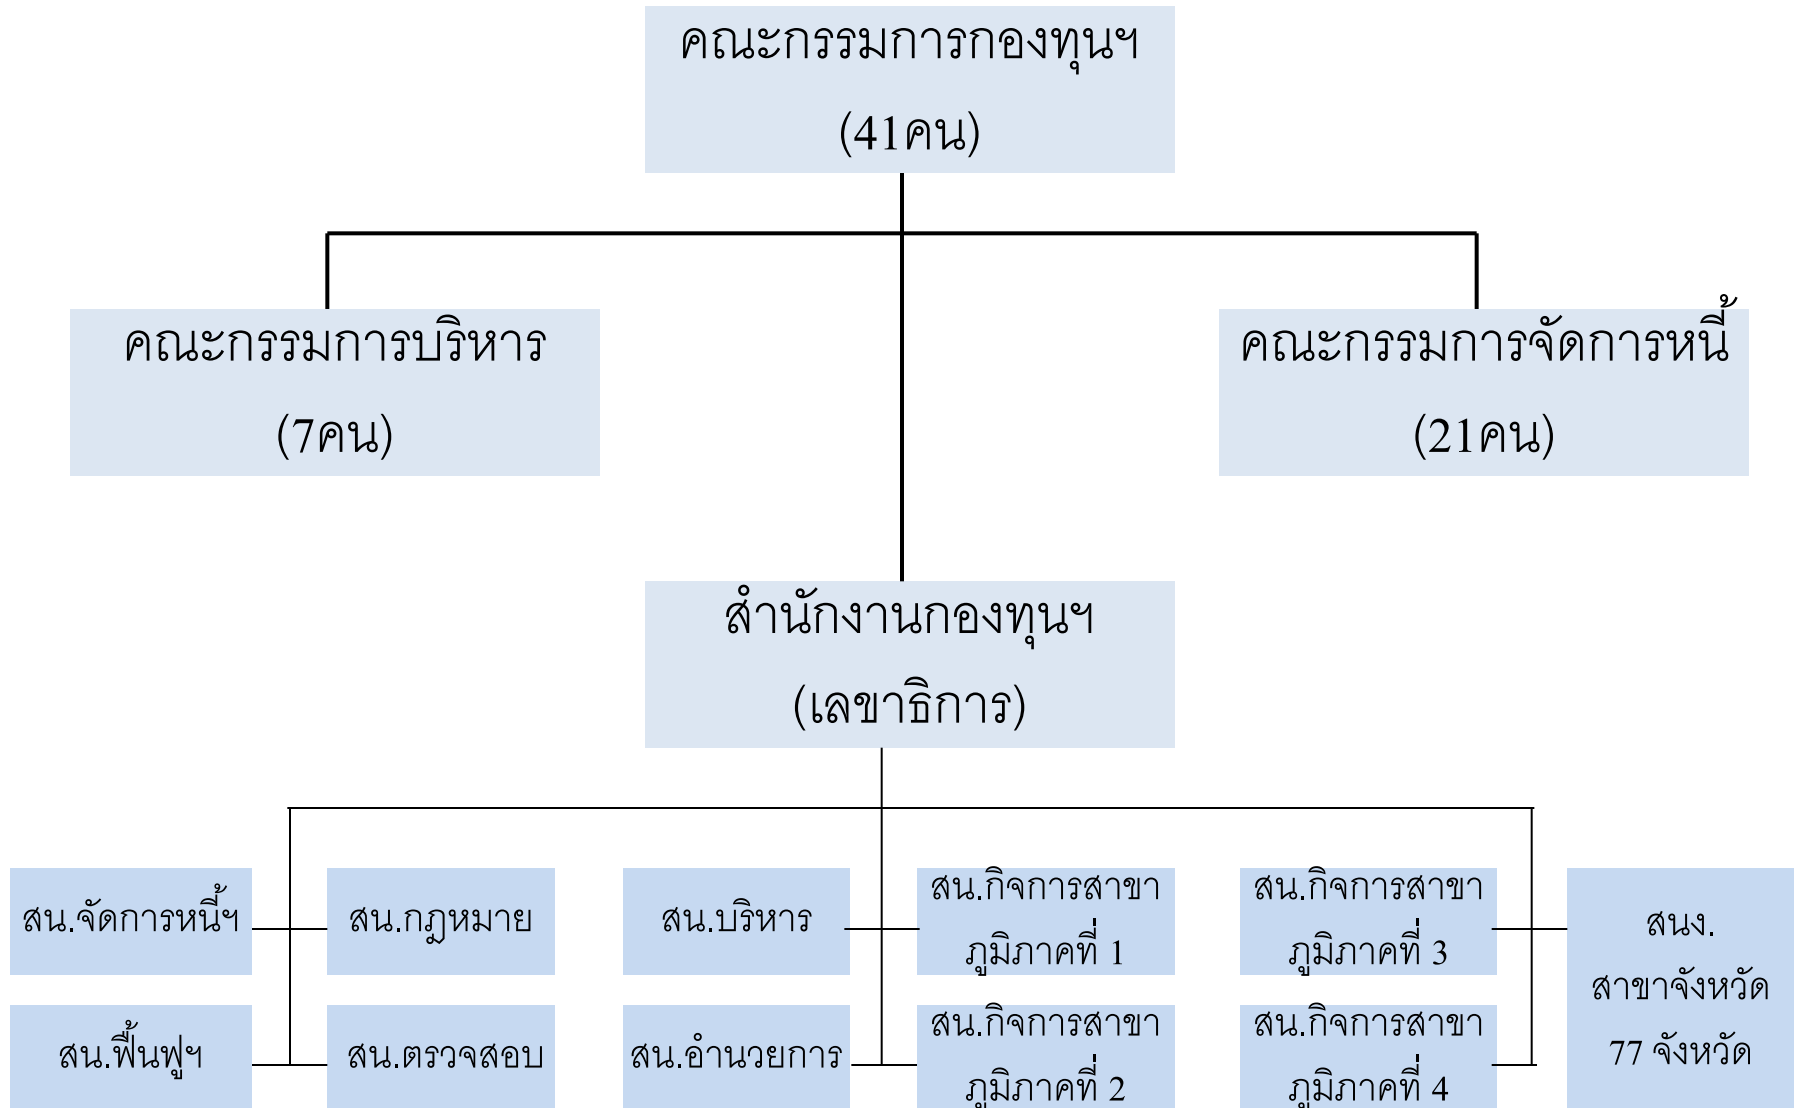 คณะกรรมการกองทุนฯ
(41คน)
คณะกรรมการบริหาร
(7คน)
คณะกรรมการจัดการหนี้
(21คน)
สำนักงานกองทุนฯ
(เลขาธิการ)
สน.จัดการหนี้ฯ
สน.กฎหมาย
สน.บริหาร
สน.กิจการสาขา
ภูมิภาคที่ 1
สน.กิจการสาขา
ภูมิภาคที่ 3
สนง.
สาขาจังหวัด
77 จังหวัด
สน.ฟื้นฟูฯ
สน.ตรวจสอบ
สน.อำนวยการ
สน.กิจการสาขา
ภูมิภาคที่ 2
สน.กิจการสาขา
ภูมิภาคที่ 4